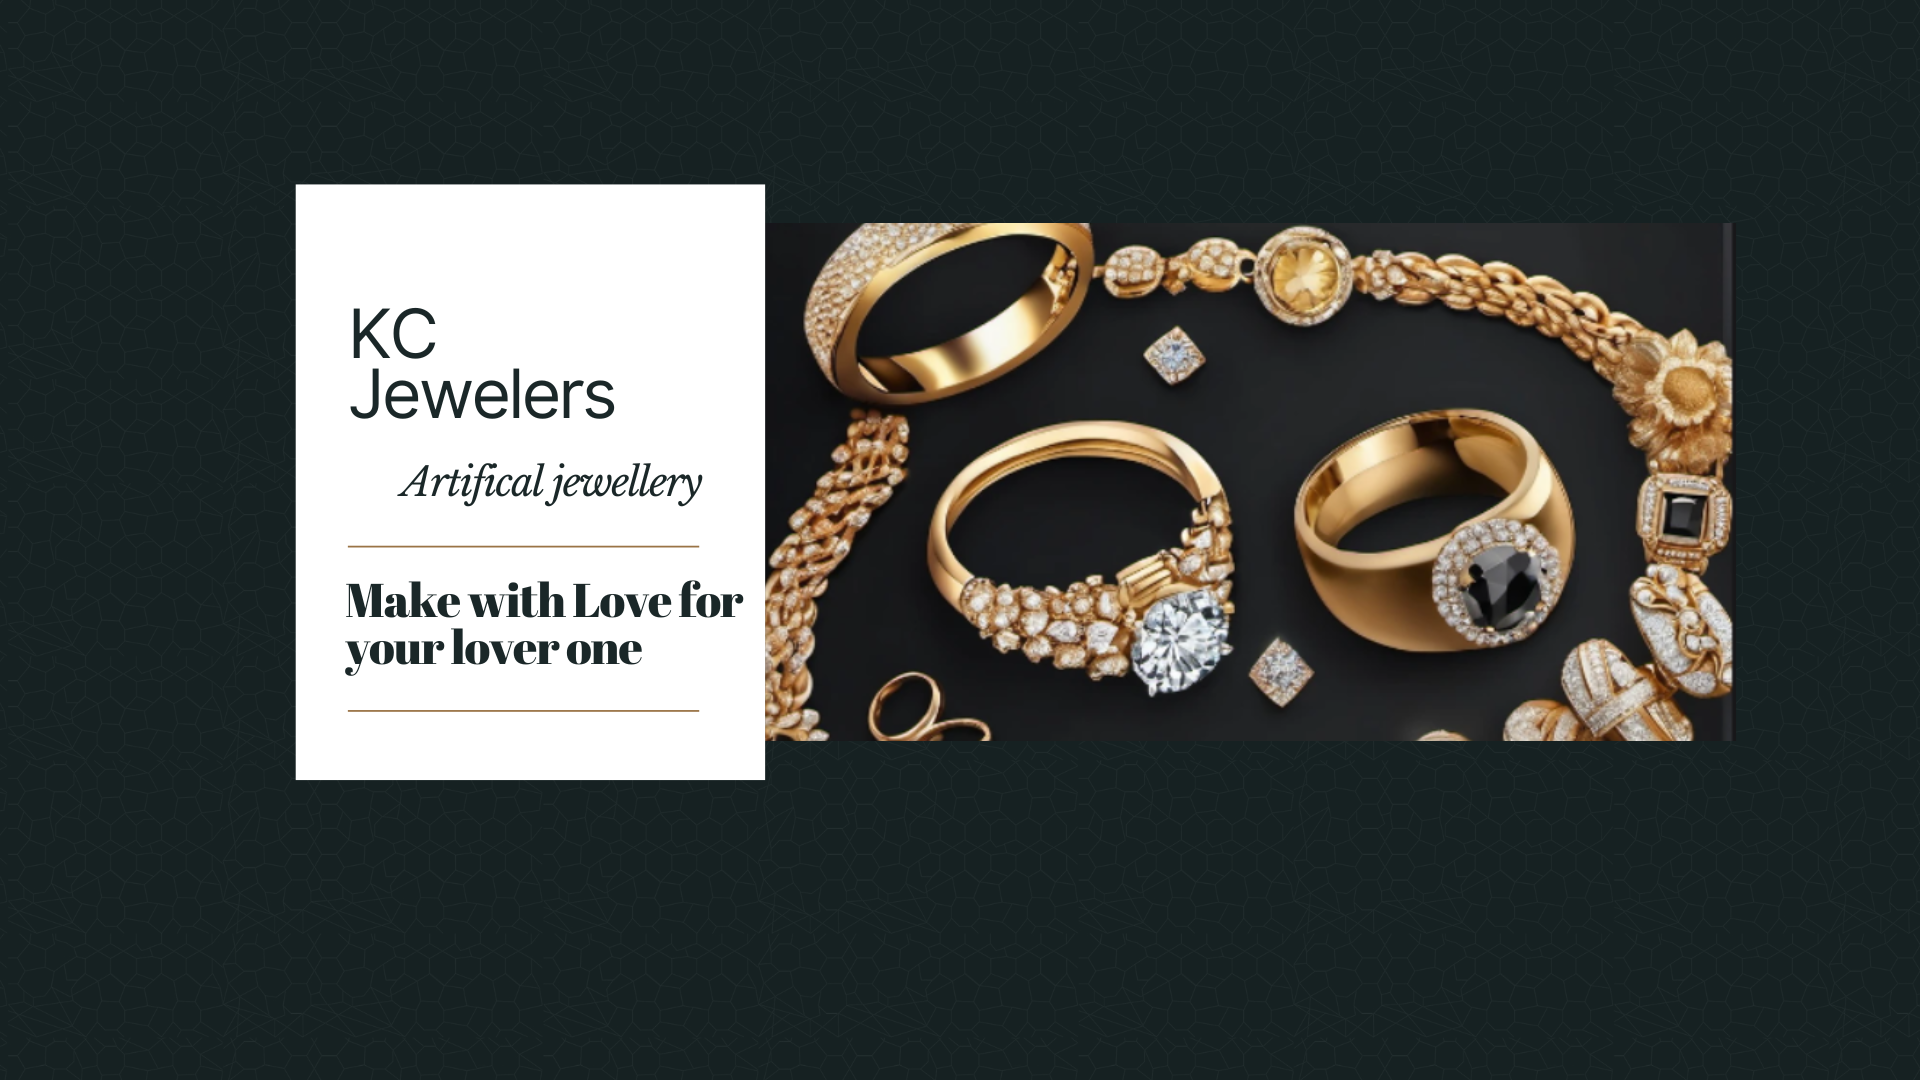 KC
Jewelers
Artifical jewellery
Make with Love for
your lover one